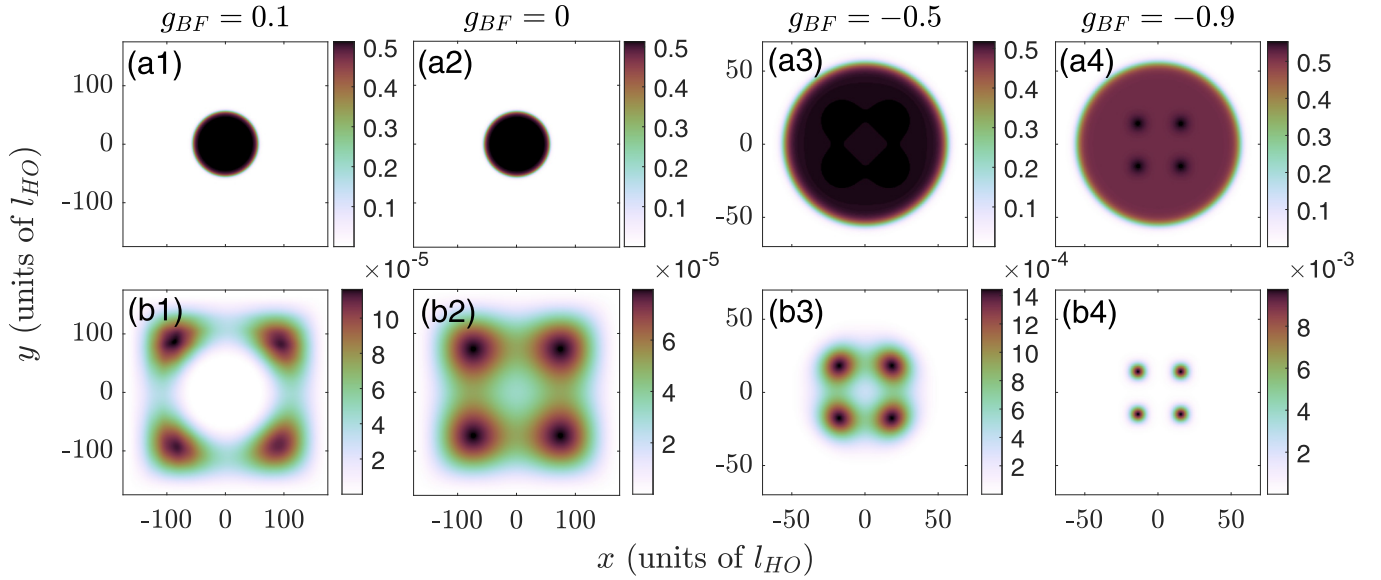 g_{BF} = 0.1 g_{BF} = 0 g_{BF} = −0.5 g_{BF} = −0.9
(a1) (a2) (a3) (a4)
100 0 -100
0.5 0.4 0.3 0.2 0.1
0.5 0.4 0.3 0.2 0.1
50 0 -50
0.5 0.4 0.3 0.2 0.1
0.5 0.4 0.3 0.2 0.1
y (units of l_{HO})
×10^{-5} ×10^{-5} ×10^{-4} ×10^{-3}
(b1) (b2) (b3) (b4)
100 0 -100
10 8 6 4 2
6 4 2
50 0 -50
14 12 10 8 6 4 2
8 6 4 2
-100 0 100 -100 0 100 -50 0 50 -50 0 50
x (units of l_{HO})